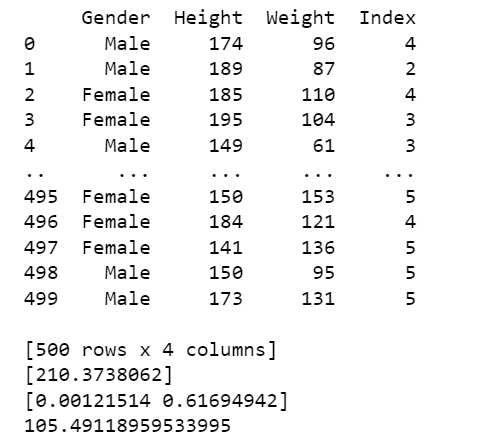 Gender Height Weight Index
0 Male 174 96 4
1 Male 189 87 2
2 Female 185 110 4
3 Female 195 104 3
4 Male 149 61 3
.. ... ... ... ...
495 Female 150 153 5
496 Female 184 121 4
497 Female 141 136 5
498 Male 150 95 5
499 Male 173 131 5
[500 rows x 4 columns]
[210.3738062]
[0.00121514 0.61694942]
105.49118959533995